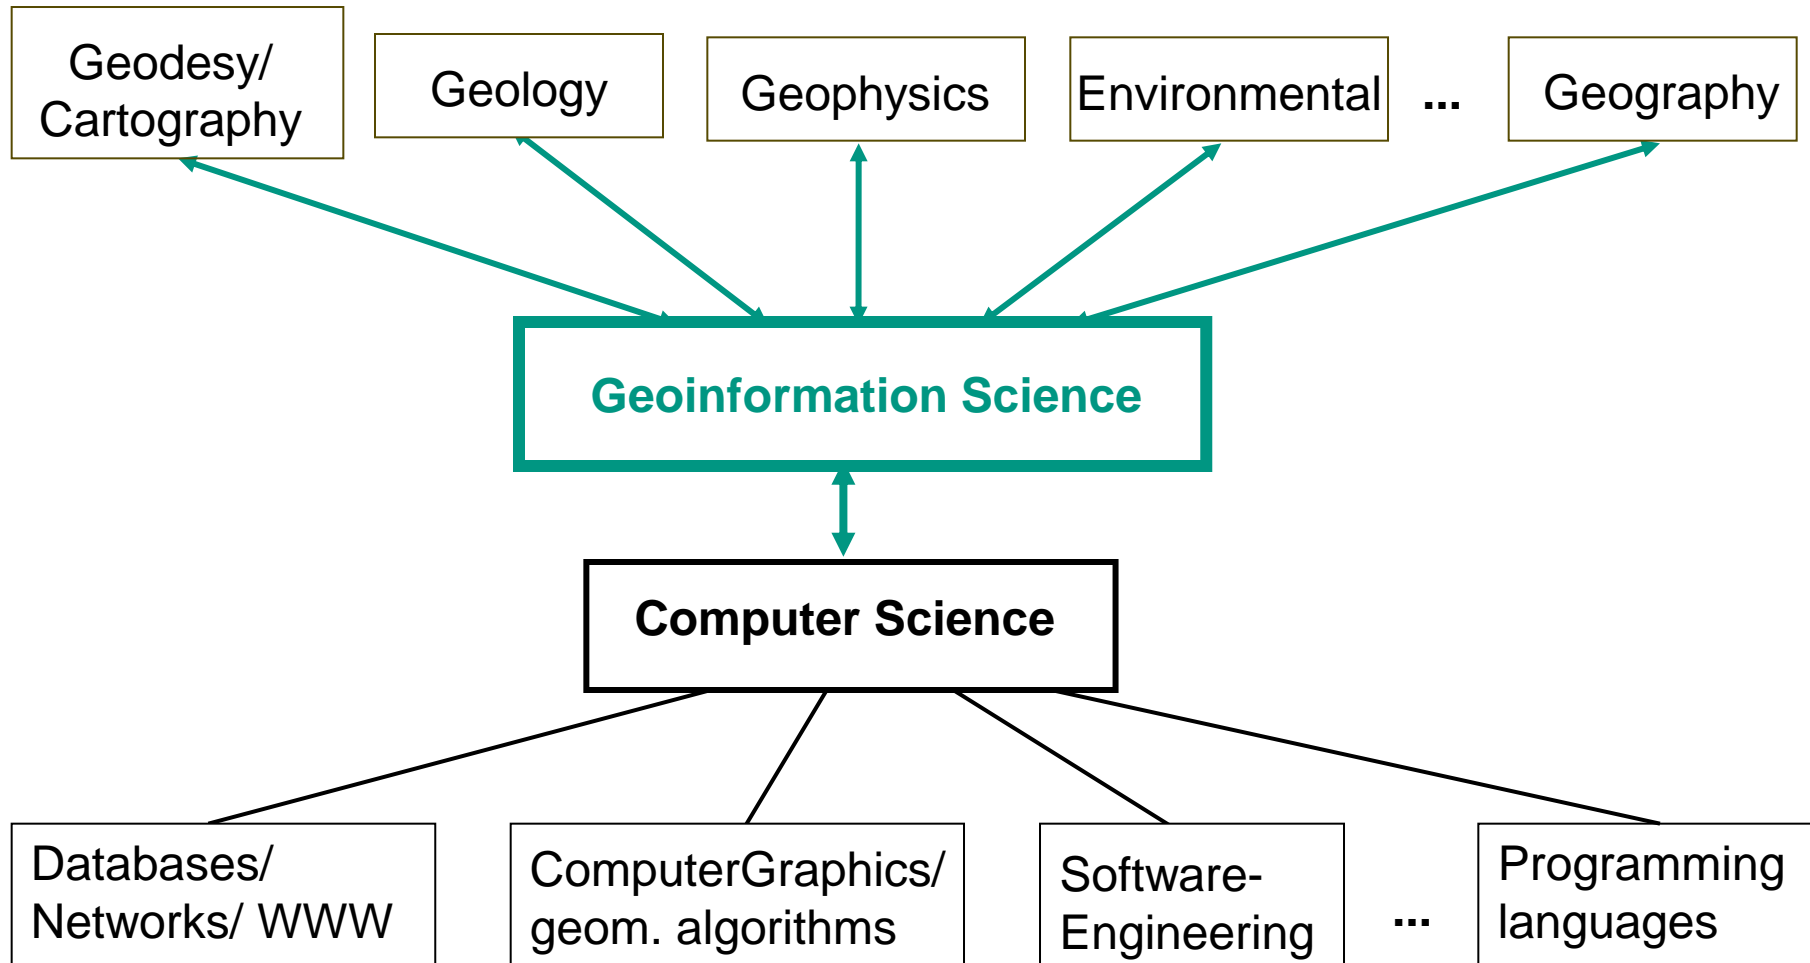 Geodesy/
Cartography
Geology
Geophysics
Environmental
...
Geography
Geoinformation Science
Computer Science
Databases/
Networks/ WWW
ComputerGraphics/
geom. algorithms
Software-
Engineering
...
Programming
languages